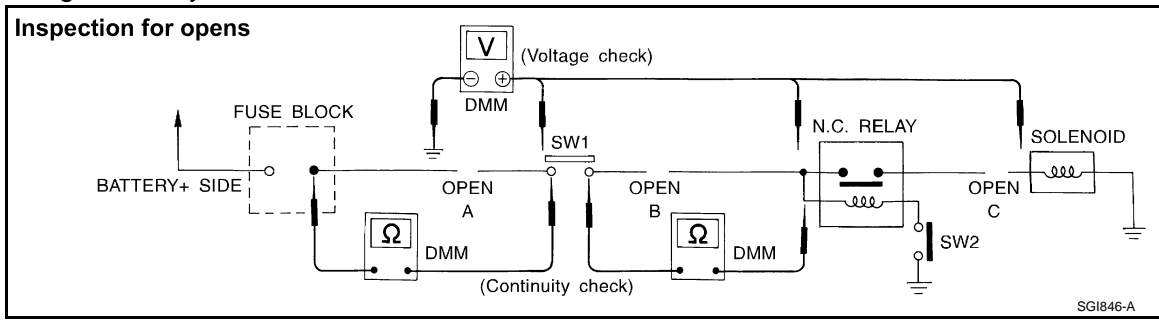 Inspection for opens
V
(Voltage check)
DMM
FUSE BLOCK
N.C. RELAY
SW1
SOLENOID
BATTERY+ SIDE
OPEN
A
OPEN
B
OPEN
C
Ω
DMM
Ω
DMM
SW2
(Continuity check)
SGI846-A